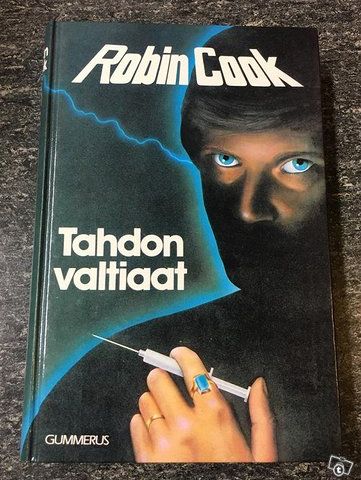 Robin Cook
Tahdon
valtiaat
GUMMERUS